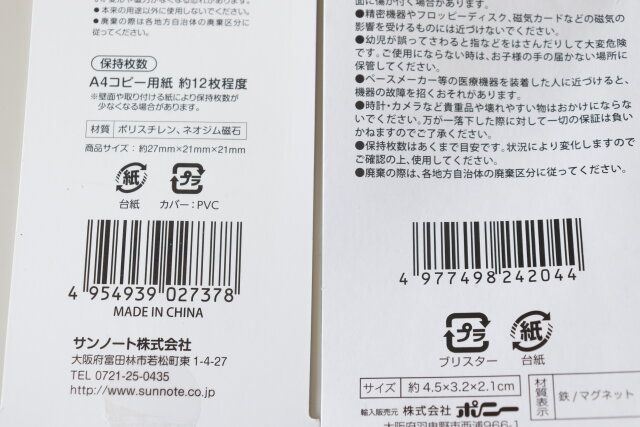 ●本来の用途以外に使用しないでください。
●廃棄の際は各地方自治体の廃棄区分に
従ってください。
保持枚数
A4コピー用紙 約12枚程度
※壁面や取り付ける紙により保持枚数が
少なくなる場合があります。
材質 ポリスチレン、ネオジム磁石
商品サイズ：約27mm×21mm×21mm
紙
台紙
プラ
カバー：PVC
4 954939 027378
MADE IN CHINA
サンノート株式会社
大阪府富田林市若松町東 1-4-27
TEL 0721-25-0435
http://www.sunnote.co.jp
●精密機器やフロッピーディスク、磁気カードなどの磁気の
影響を受けるものには近づけないでください。
●幼児が誤ってさわると指などをはさんだりして大変危険
です。ご使用にならない時は、お子様の手の届かない場所に
保管してください。
●ペースメーカー等の医療機器を装着した人に近づけると、
機器の故障を招くおそれがあります。
●時計・カメラなど貴重品や壊れやすい物はおかけにならな
いでください。万が一落下した際に対して一切の保証は負い
かねますのでご了承ください。
●保持枚数はあくまで目安です。状況により変化しますので
ご確認の上、使用してください。
●廃棄の際は、各地方自治体の廃棄区分に従ってください。
4 977498 242044
プラ
ブリスター
紙
台紙
サイズ 約 4.5×3.2×2.1cm
材質表示 鉄/マグネット
輸入販売元 株式会社 ポニー